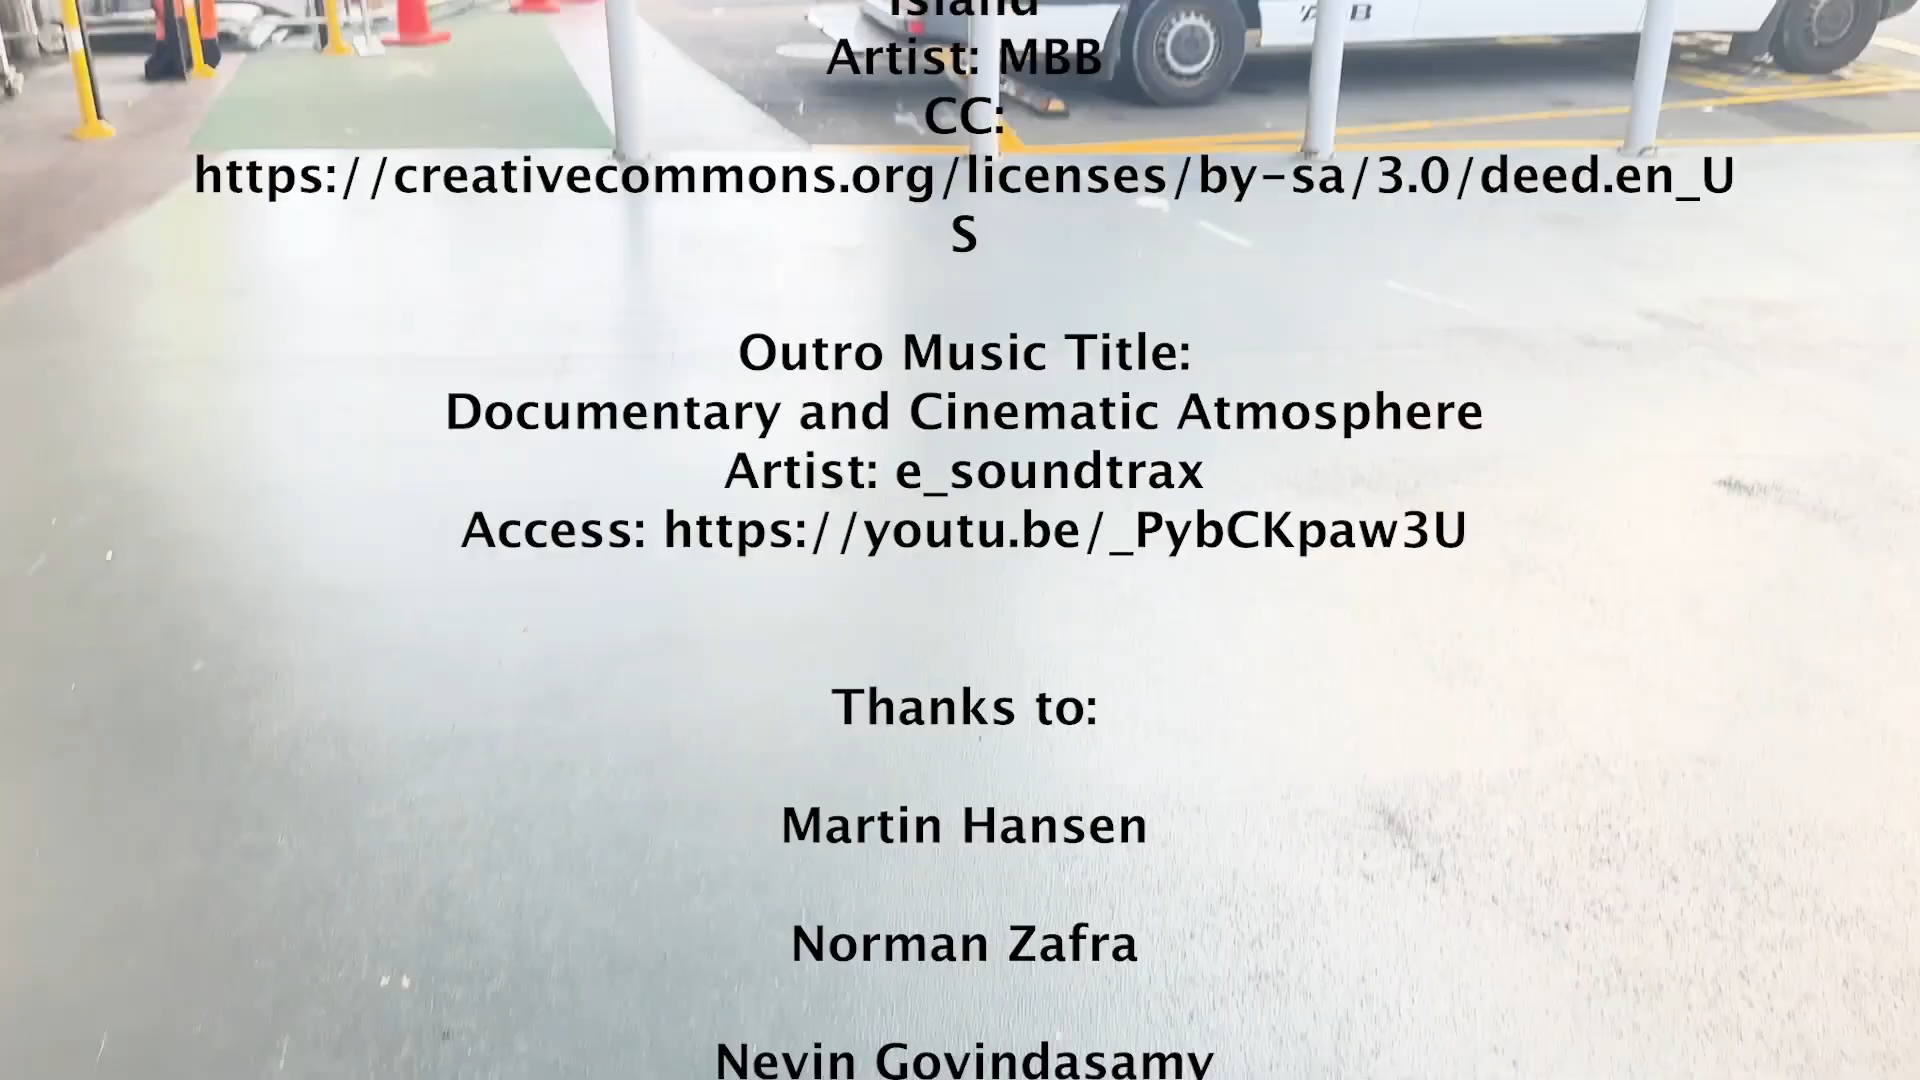 Island
Artist: MBB
CC:
https://creativecommons.org/licenses/by-sa/3.0/deed.en_U
S
Outro Music Title:
Documentary and Cinematic Atmosphere
Artist: e_soundtrax
Access: https://youtu.be/_PybCKpaw3U
Thanks to:
Martin Hansen
Norman Zafra
Nevin Govindasamy